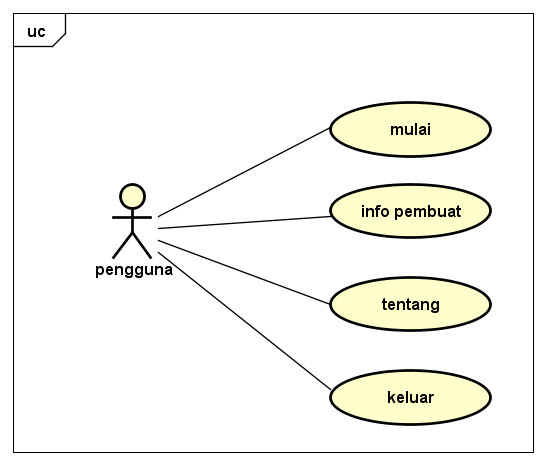 uc
mulai
info pembuat
pengguna
tentang
keluar